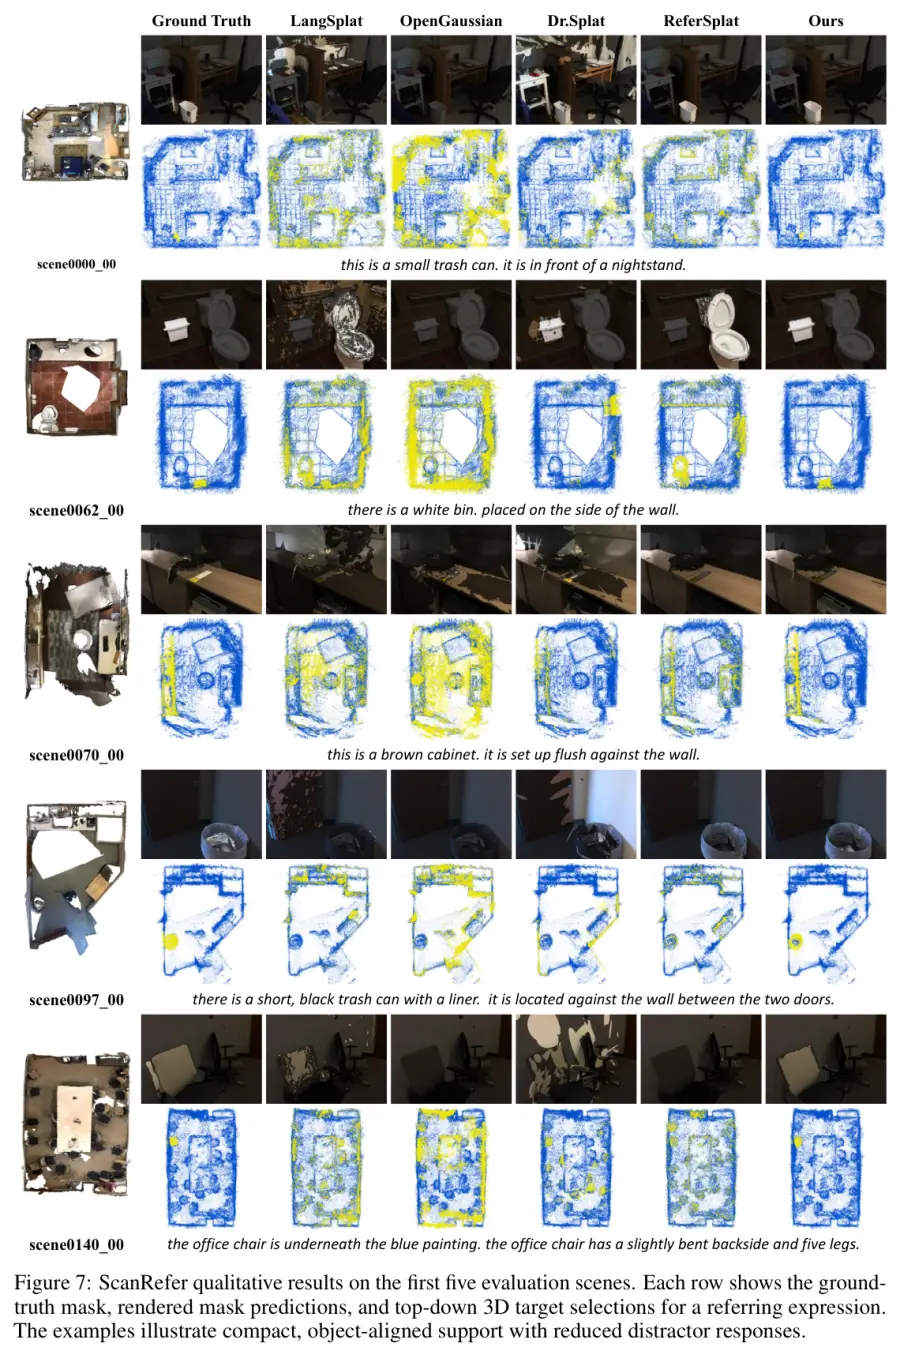 Ground Truth LangSplat OpenGaussian Dr.Splat ReferSplat Ours
scene0000_00 this is a small trash can. it is in front of a nightstand.
there is a white bin. placed on the side of the wall.
scene0062_00
this is a brown cabinet. it is set up flush against the wall.
scene0070_00
there is a short, black trash can with a liner. it is located against the wall between the two doors.
scene0097_00
the office chair is underneath the blue painting. the office chair has a slightly bent backside and five legs.
scene0140_00
Figure 7: ScanRefer qualitative results on the first five evaluation scenes. Each row shows the ground-
truth mask, rendered mask predictions, and top-down 3D target selections for a referring expression.
The examples illustrate compact, object-aligned support with reduced distractor responses.